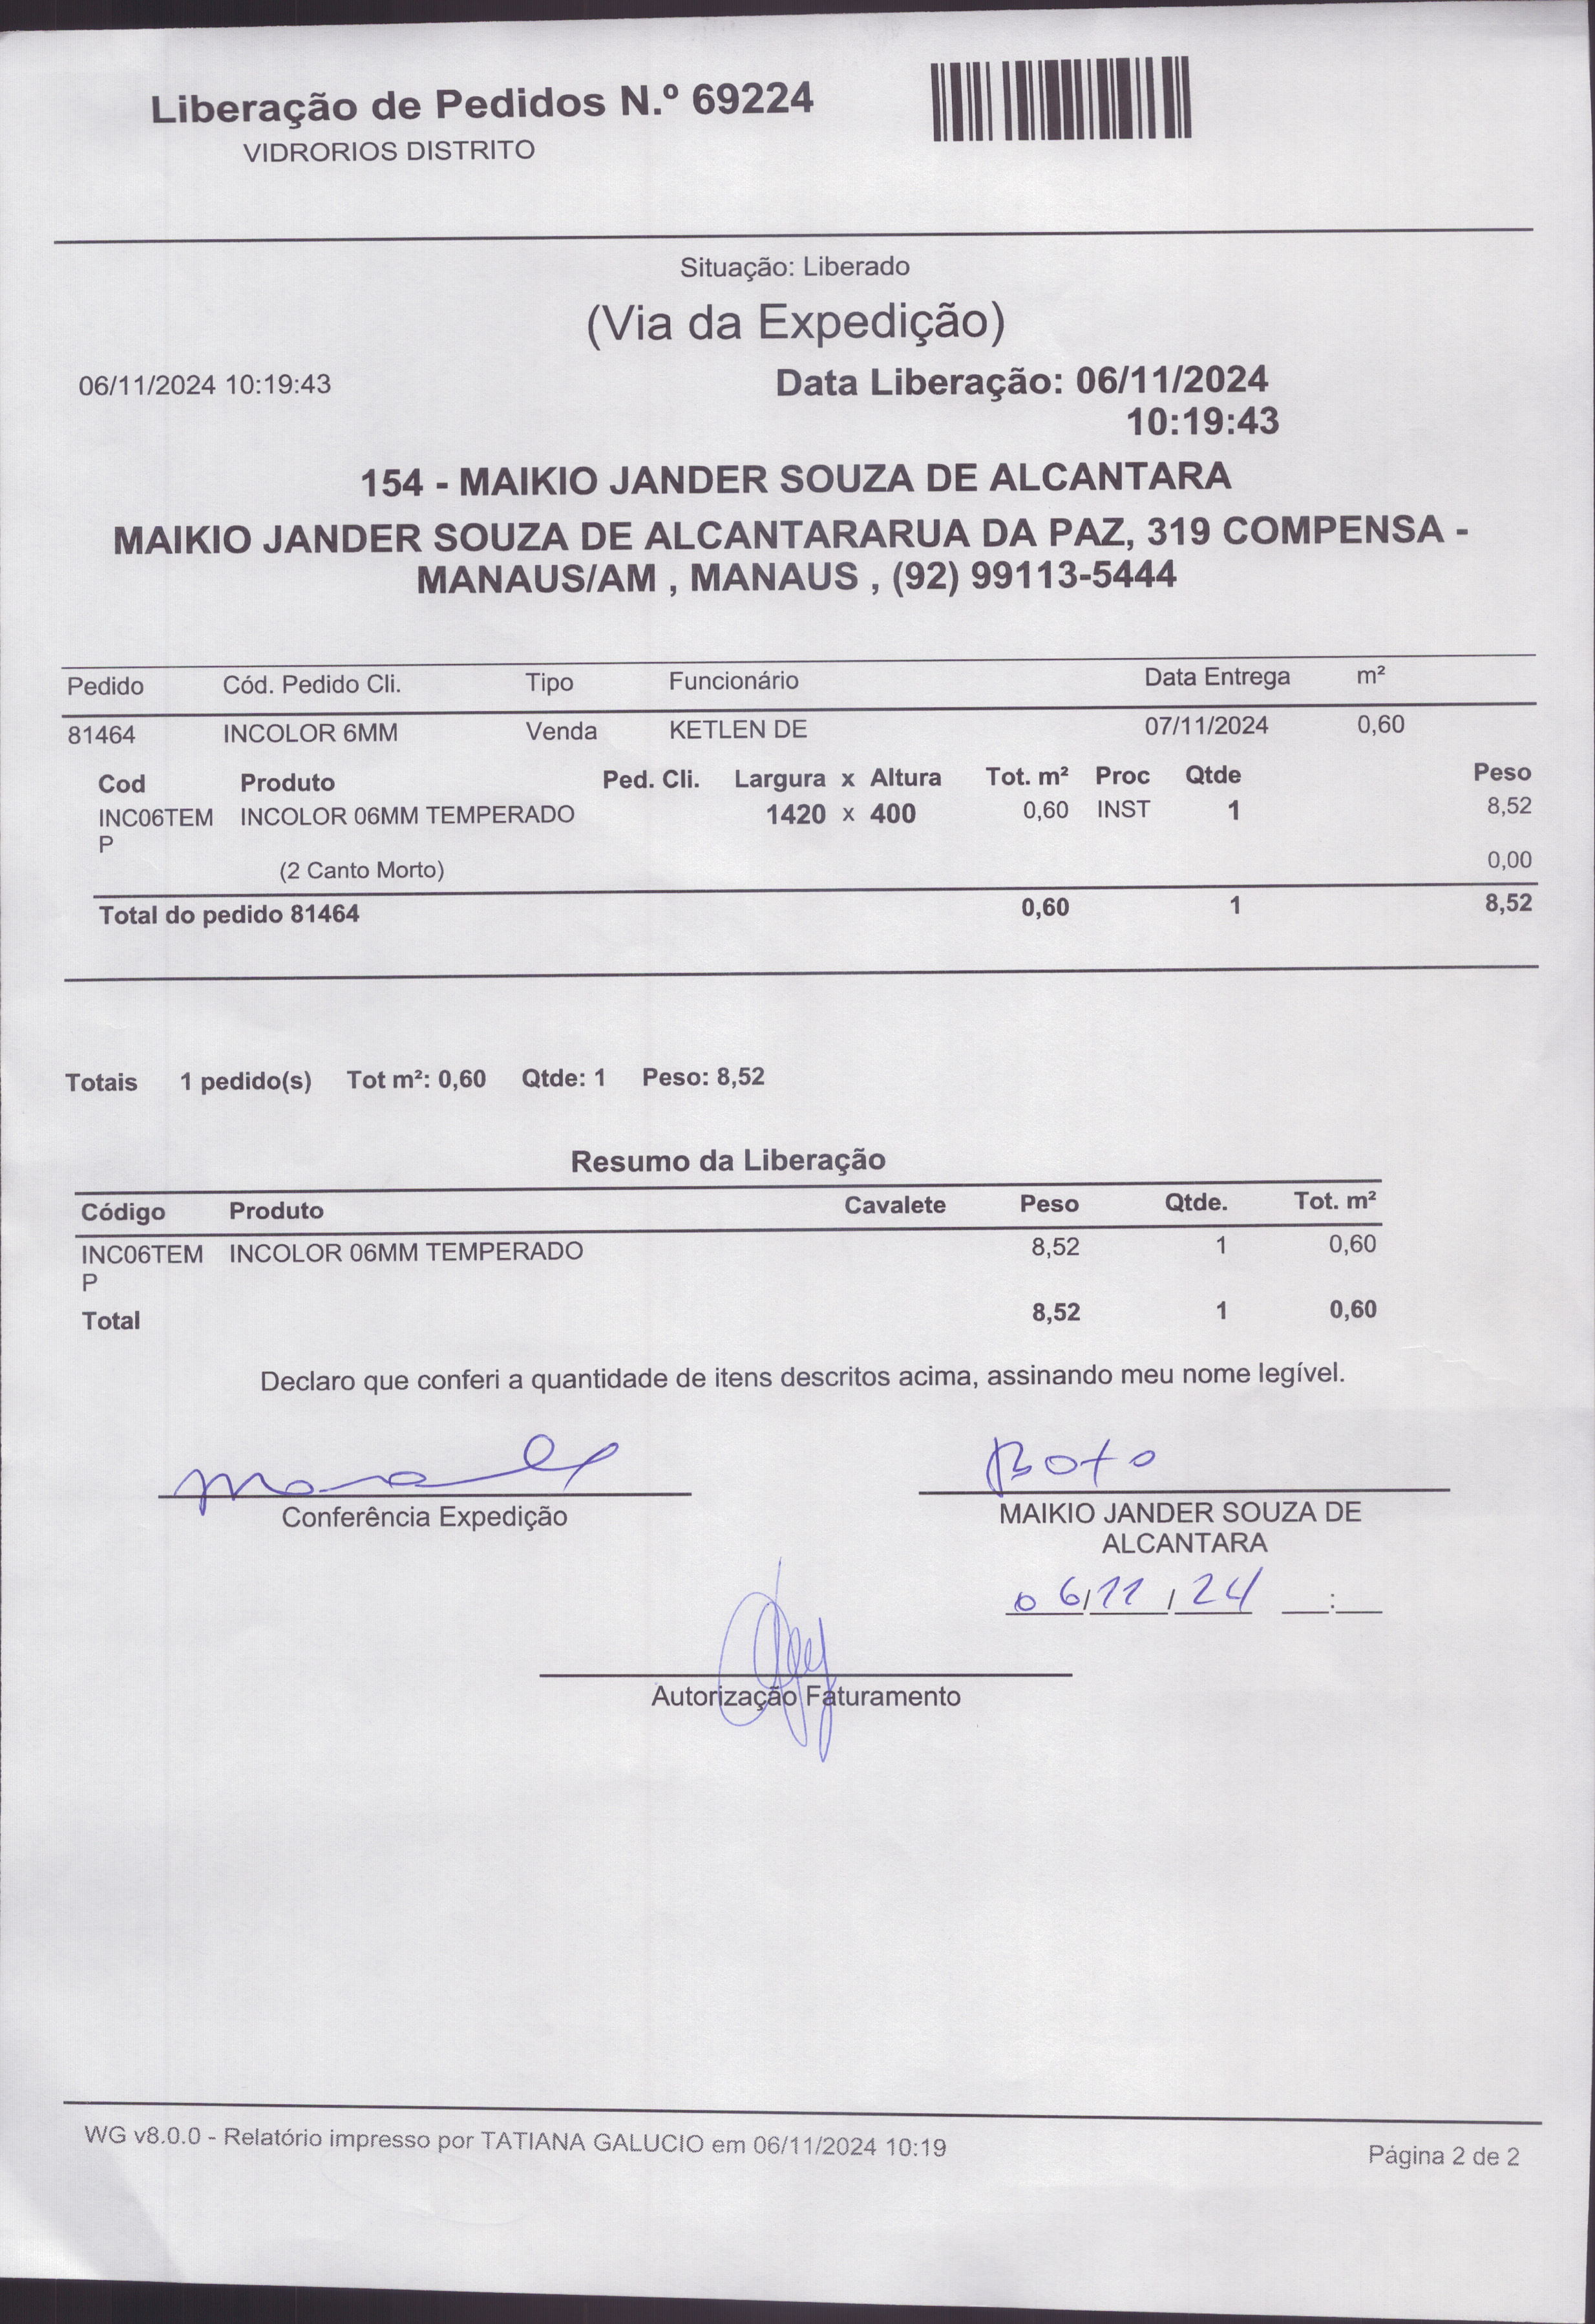 Liberação de Pedidos N.º 69224
VIDRORIOS DISTRITO
Situação: Liberado
(Via da Expedição)
06/11/2024 10:19:43
Data Liberação: 06/11/2024
10:19:43
154 - MAIKIO JANDER SOUZA DE ALCANTARA
MAIKIO JANDER SOUZA DE ALCANTARARUA DA PAZ, 319 COMPENSA -
MANAUS/AM , MANAUS , (92) 99113-5444
Pedido Cód. Pedido Cli. Tipo Funcionário Data Entrega m²
81464 INCOLOR 6MM Venda KETLEN DE 07/11/2024 0,60
Cod Produto Ped. Cli. Largura x Altura Tot. m² Proc Qtde Peso
INC06TEM INCOLOR 06MM TEMPERADO 1420 x 400 0,60 INST 1 8,52
P
(2 Canto Morto) 0,00
Total do pedido 81464 0,60 1 8,52
Totais 1 pedido(s) Tot m²: 0,60 Qtde: 1 Peso: 8,52
Resumo da Liberação
Código Produto Cavalete Peso Qtde. Tot. m²
INC06TEM INCOLOR 06MM TEMPERADO 8,52 1 0,60
P
Total 8,52 1 0,60
Declaro que conferi a quantidade de itens descritos acima, assinando meu nome legível.
Boto
Conferência Expedição
MAIKIO JANDER SOUZA DE
ALCANTARA
06/11/24 __:__
Autorização Faturamento
WG v8.0.0 - Relatório impresso por TATIANA GALUCIO em 06/11/2024 10:19
Página 2 de 2